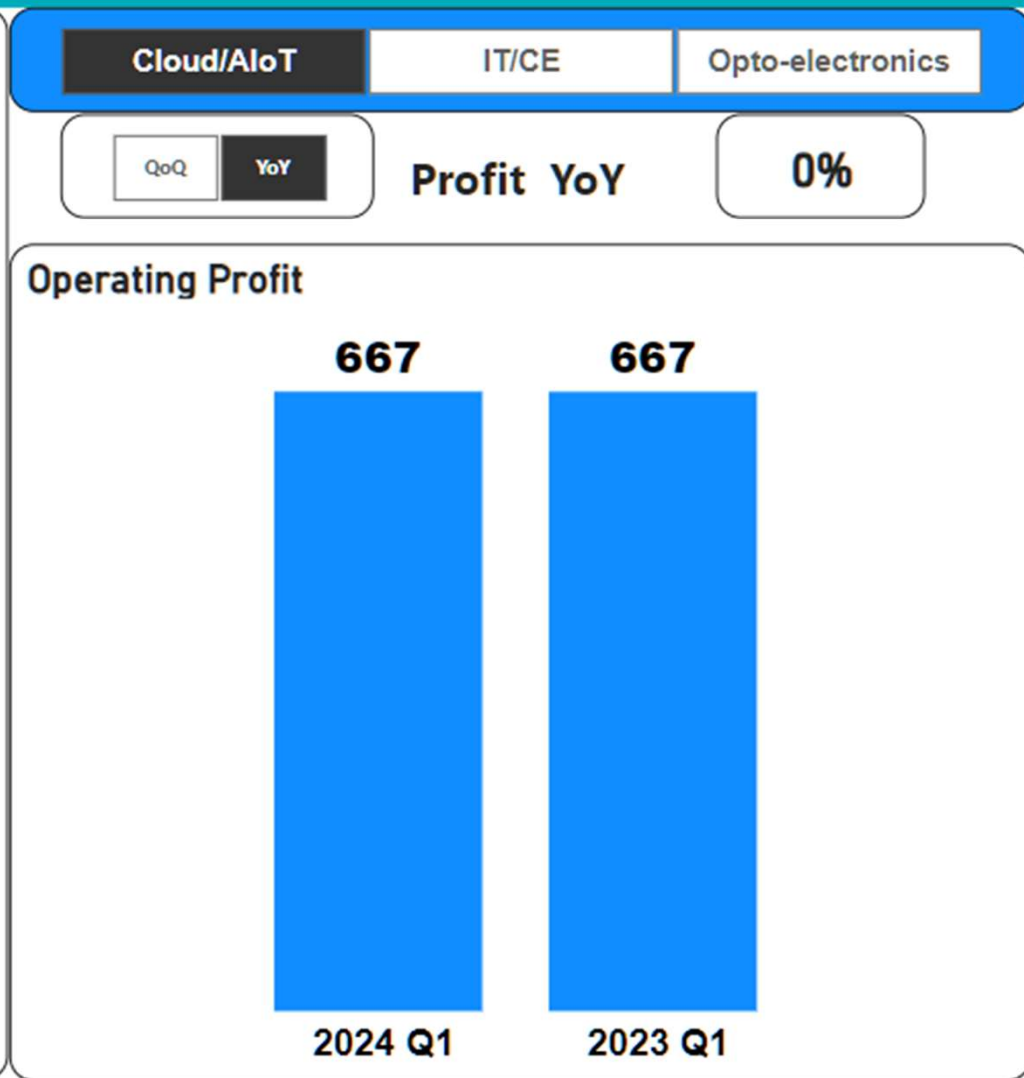 Cloud/AIoT IT/CE Opto-electronics
QoQ YoY Profit YoY 0%
Operating Profit
667 667
2024 Q1 2023 Q1